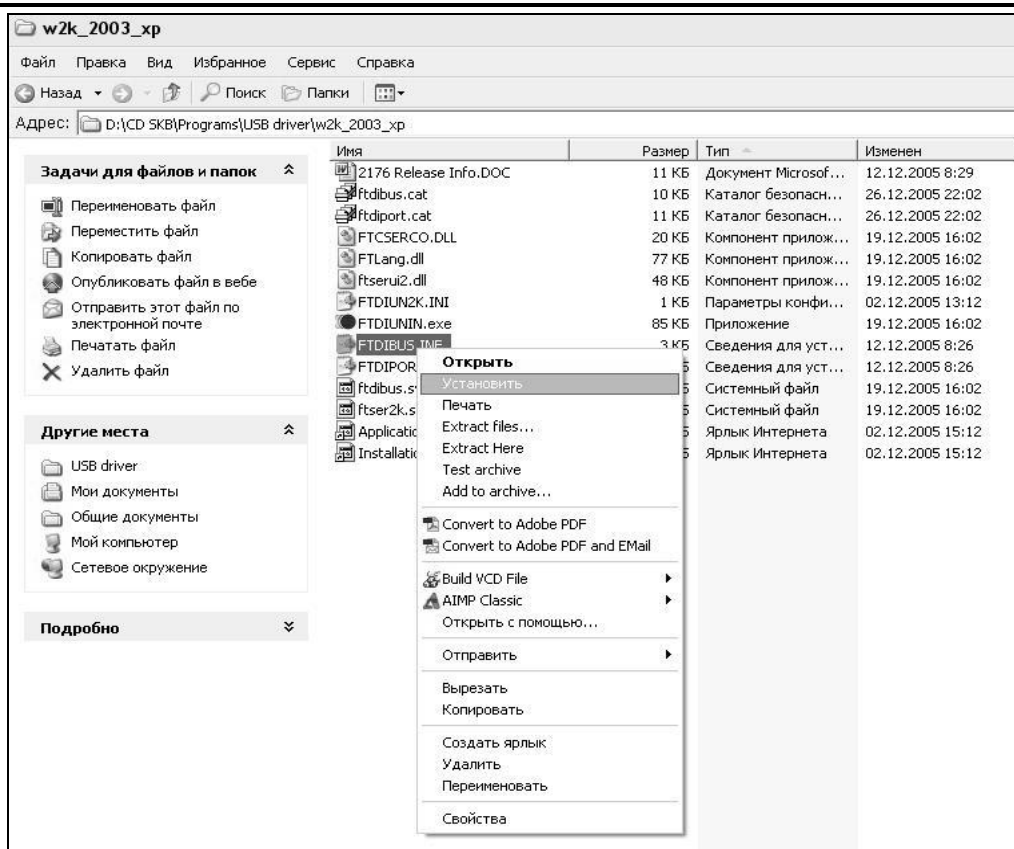 w2k_2003_xp
Файл Правка Вид Избранное Сервис Справка
Назад Поиск Папки
Адрес: D:\CD SKB\Programs\USB driver\w2k_2003_xp
Задачи для файлов и папок
Переименовать файл
Переместить файл
Копировать файл
Опубликовать файл в вебе
Отправить этот файл по
электронной почте
Печатать файл
Удалить файл
Другие места
USB driver
Мои документы
Общие документы
Мой компьютер
Сетевое окружение
Подробно
Имя Размер Тип Изменен
2176 Release Info.DOC 11 КБ Документ Microsof... 12.12.2005 8:29
ftdibus.cat 10 КБ Каталог безопасн... 26.12.2005 22:02
ftdiport.cat 11 КБ Каталог безопасн... 26.12.2005 22:02
FTCSERCO.DLL 20 КБ Компонент прилож... 19.12.2005 16:02
FTLang.dll 77 КБ Компонент прилож... 19.12.2005 16:02
ftserui2.dll 48 КБ Компонент прилож... 19.12.2005 16:02
FTDIUN2K.INI 1 КБ Параметры конфи... 02.12.2005 13:12
FTDIUNIN.exe 85 КБ Приложение 19.12.2005 16:02
FTDIBUS.INF 3 КБ Сведения для уст... 12.12.2005 8:26
FTDIPOR Сведения для уст... 12.12.2005 8:26
ftdibus.s Системный файл 19.12.2005 16:02
ftser2k.s Системный файл 19.12.2005 16:02
Applicatic Ярлык Интернета 02.12.2005 15:12
Installatic Ярлык Интернета 02.12.2005 15:12
Открыть
Установить
Печать
Extract files...
Extract Here
Test archive
Add to archive...
Convert to Adobe PDF
Convert to Adobe PDF and EMail
Build VCD File
AIMP Classic
Открыть с помощью...
Отправить
Вырезать
Копировать
Создать ярлык
Удалить
Переименовать
Свойства